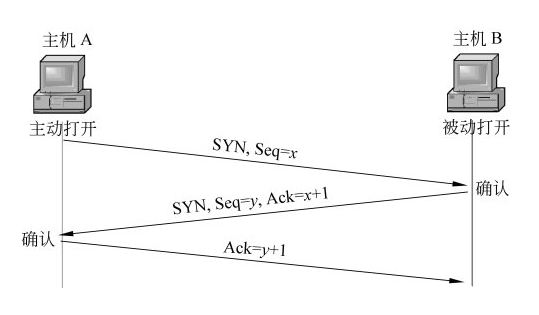 主机 A
主机 B
主动打开
被动打开
SYN, Seq=x
确认
SYN, Seq=y, Ack=x+1
确认
Ack=y+1